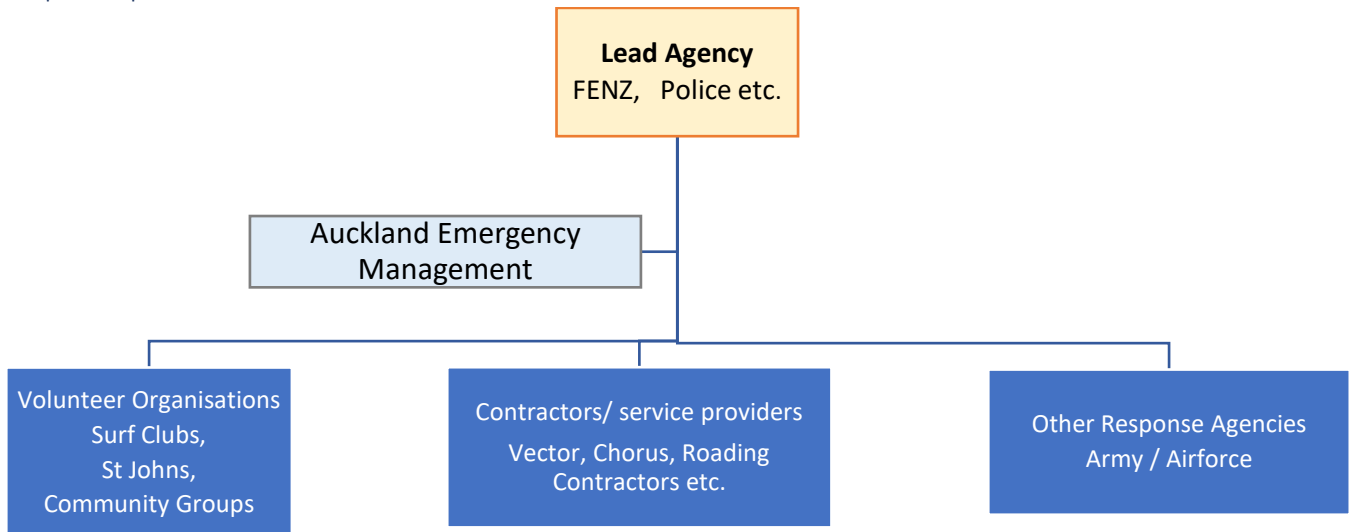 Lead Agency
FENZ,   Police etc.
Auckland Emergency
Management
Volunteer Organisations
Surf Clubs,
St Johns,
Community Groups
Contractors/ service providers
Vector, Chorus, Roading
Contractors etc.
Other Response Agencies
Army / Airforce